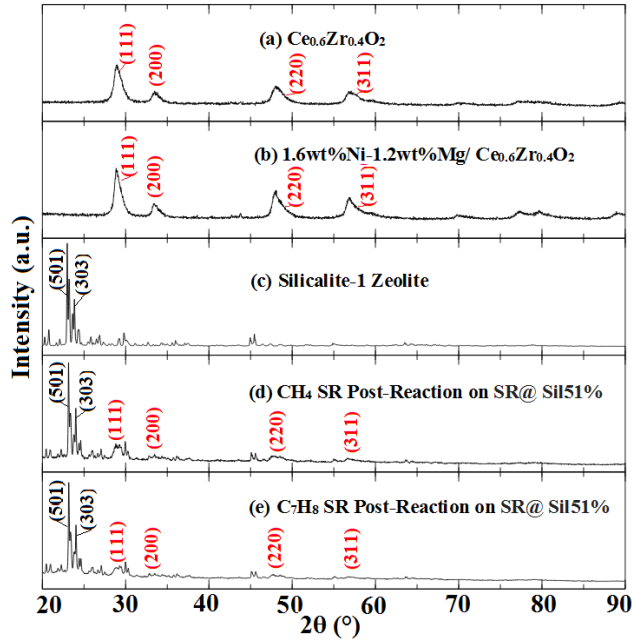 (a) Ce0.6Zr0.4O2
(111)
(200)
(220)
(311)
(b) 1.6wt%Ni-1.2wt%Mg/ Ce0.6Zr0.4O2
(111)
(200)
(220)
(311)
(c) Silicalite-1 Zeolite
(501)
(303)
(d) CH4 SR Post-Reaction on SR@ Sil51%
(501)
(303)
(111)
(200)
(220)
(311)
(e) C7H8 SR Post-Reaction on SR@ Sil51%
(501)
(303)
(111)
(200)
(220)
(311)
Intensity (a.u.)
20 30 40 50 60 70 80 90
2θ (°)